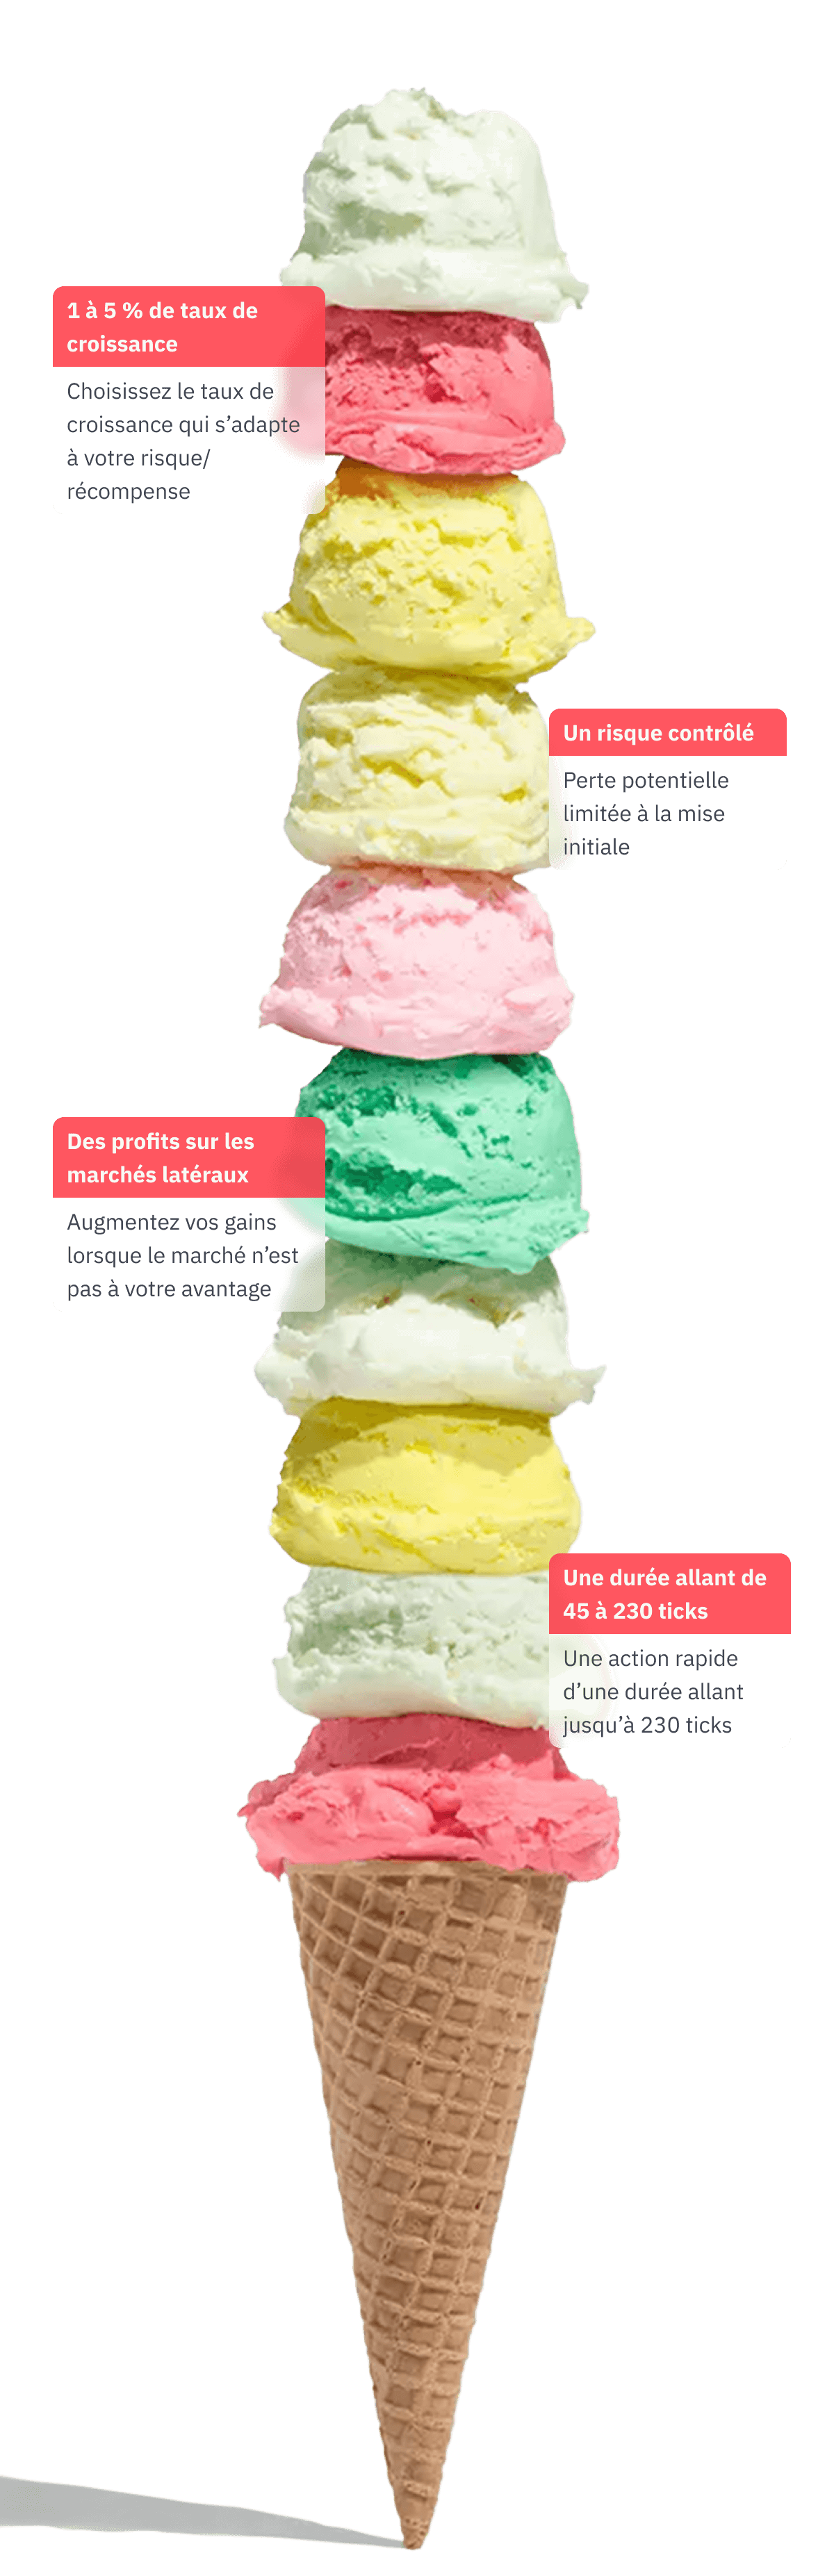 1 à 5 % de taux de
croissance
Choisissez le taux de
croissance qui s’adapte
à votre risque/
récompense
Un risque contrôlé
Perte potentielle
limitée à la mise
initiale
Des profits sur les
marchés latéraux
Augmentez vos gains
lorsque le marché n’est
pas à votre avantage
Une durée allant de
45 à 230 ticks
Une action rapide
d’une durée allant
jusqu’à 230 ticks